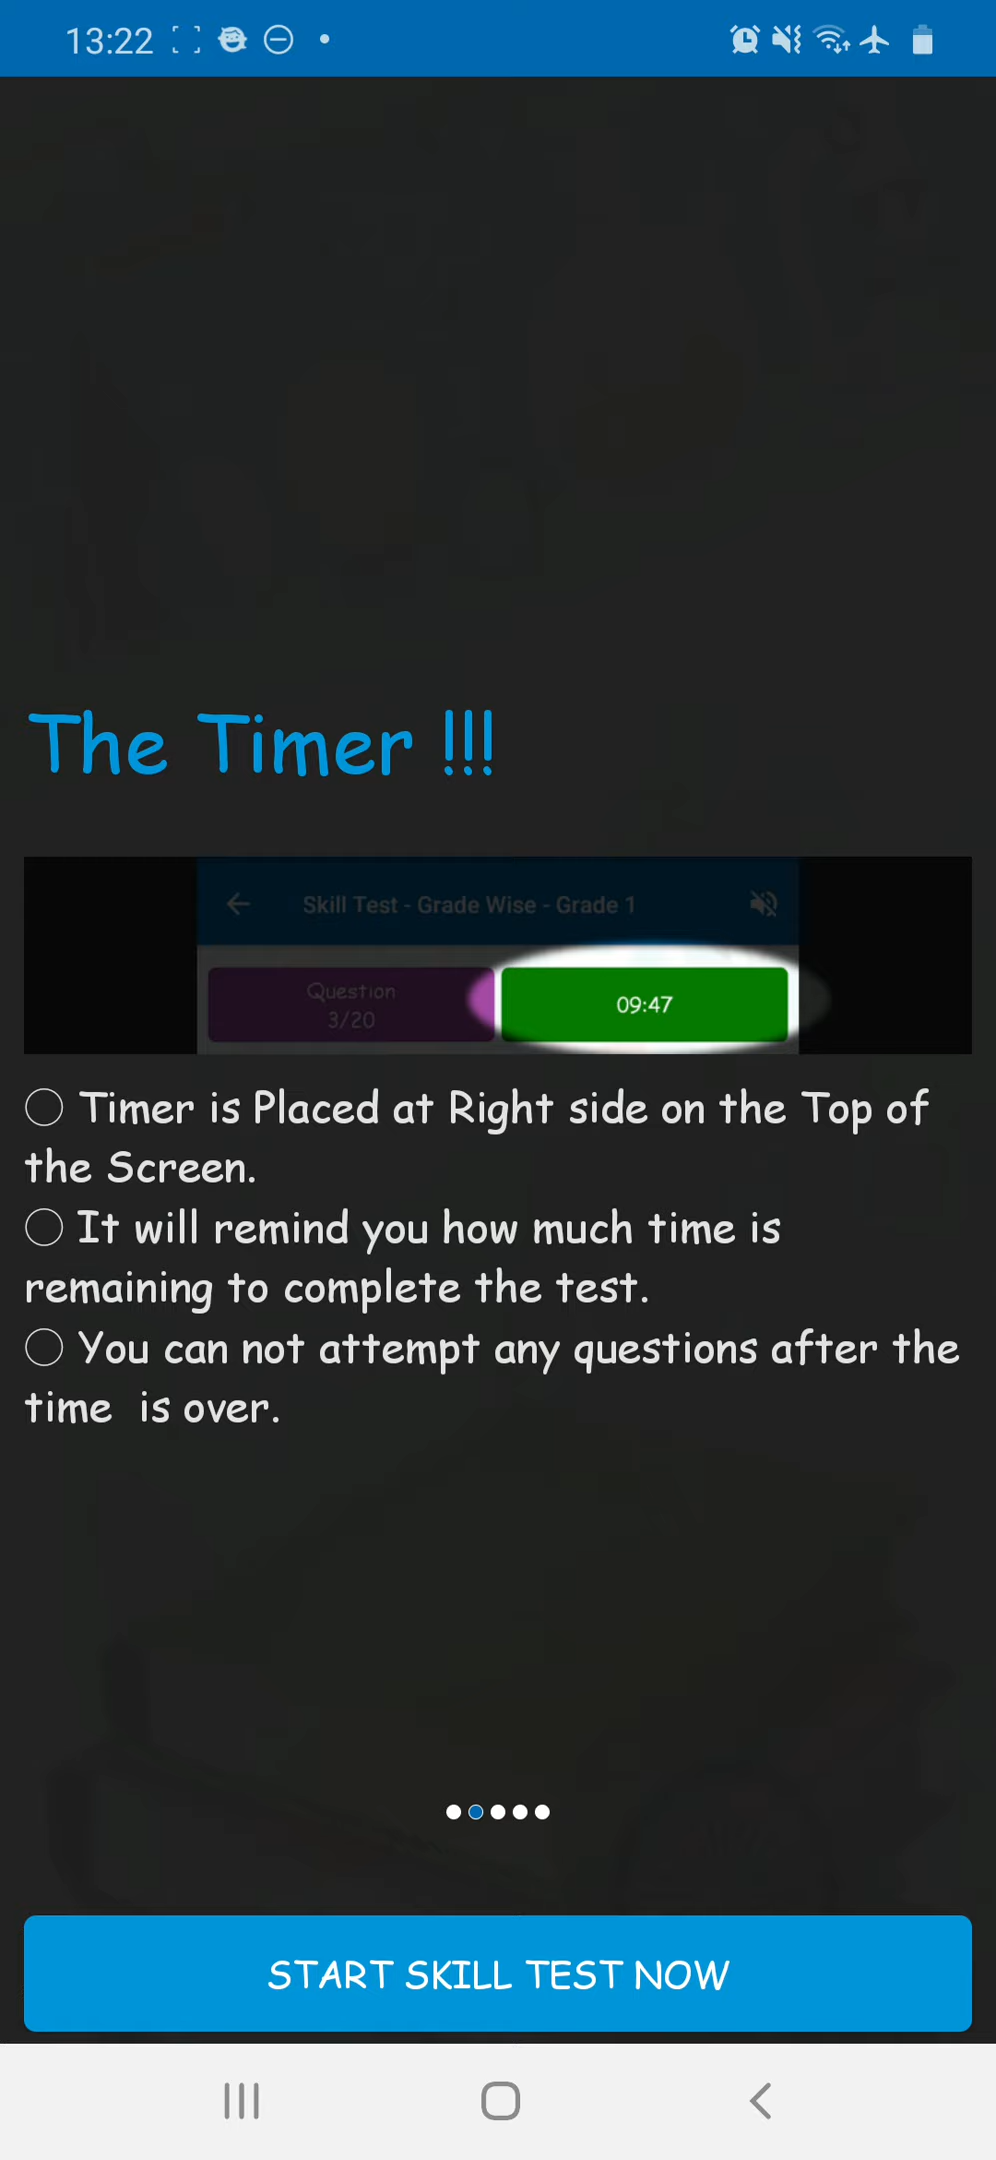 13:22
The Timer !!!
Skill Test - Grade Wise - Grade 1
Question
3/20
09:47
Timer is Placed at Right side on the Top of
the Screen.
It will remind you how much time is
remaining to complete the test.
You can not attempt any questions after the
time  is over.
START SKILL TEST NOW